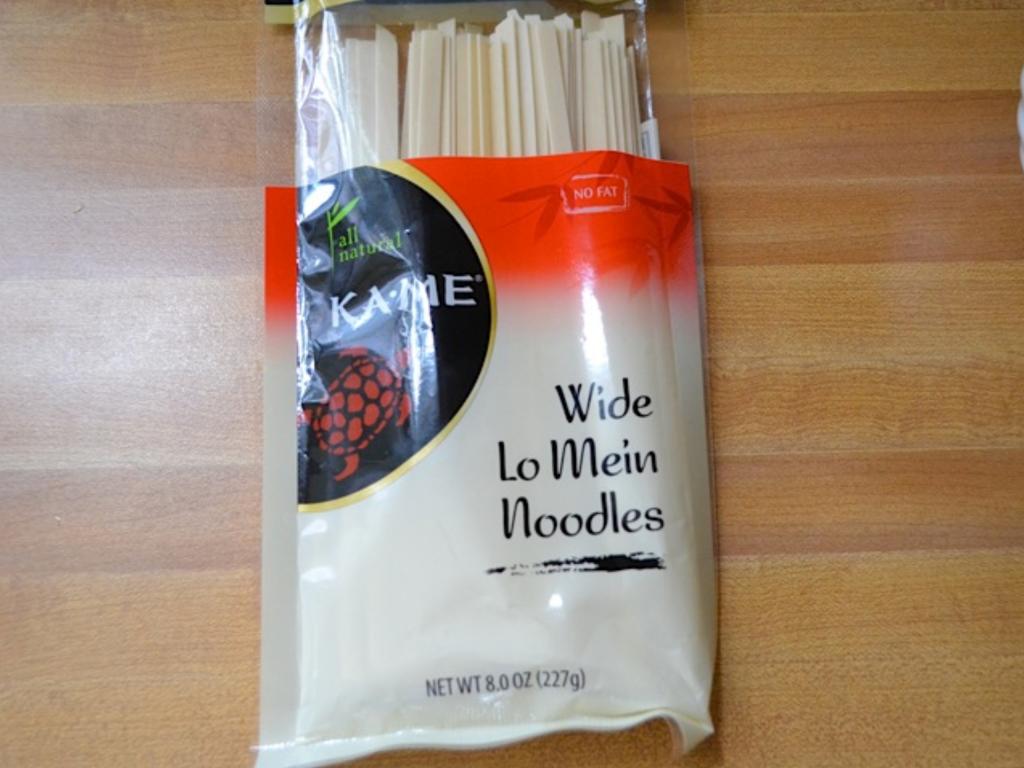 NO FAT
all
natural
KA·ME®
Wide
Lo Mein
Noodles
NET WT 8.0 OZ (227g)